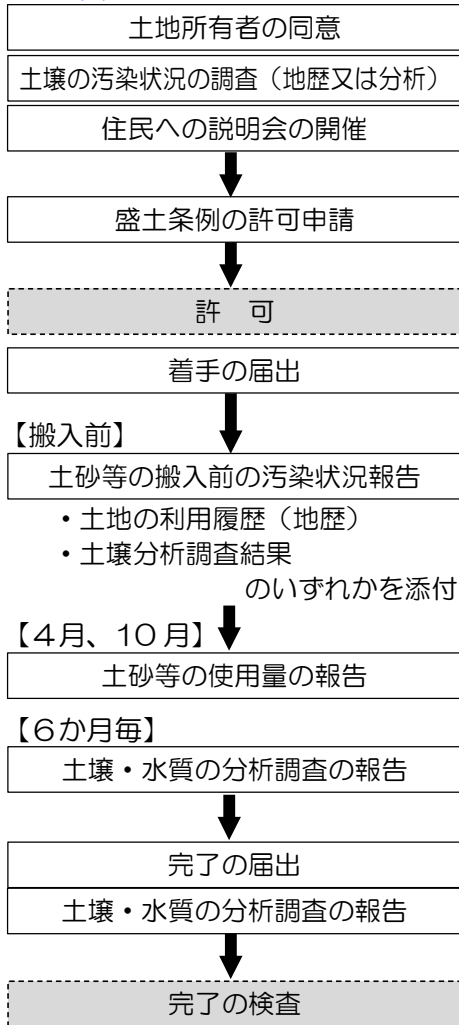 土地所有者の同意
土壌の汚染状況の調査（地歴又は分析）
住民への説明会の開催
盛土条例の許可申請
許　可
着手の届出
【搬入前】
土砂等の搬入前の汚染状況報告
・土地の利用履歴（地歴）
・土壌分析調査結果
のいずれかを添付
【４月、10月】
土砂等の使用量の報告
【６か月毎】
土壌・水質の分析調査の報告
完了の届出
土壌・水質の分析調査の報告
完了の検査